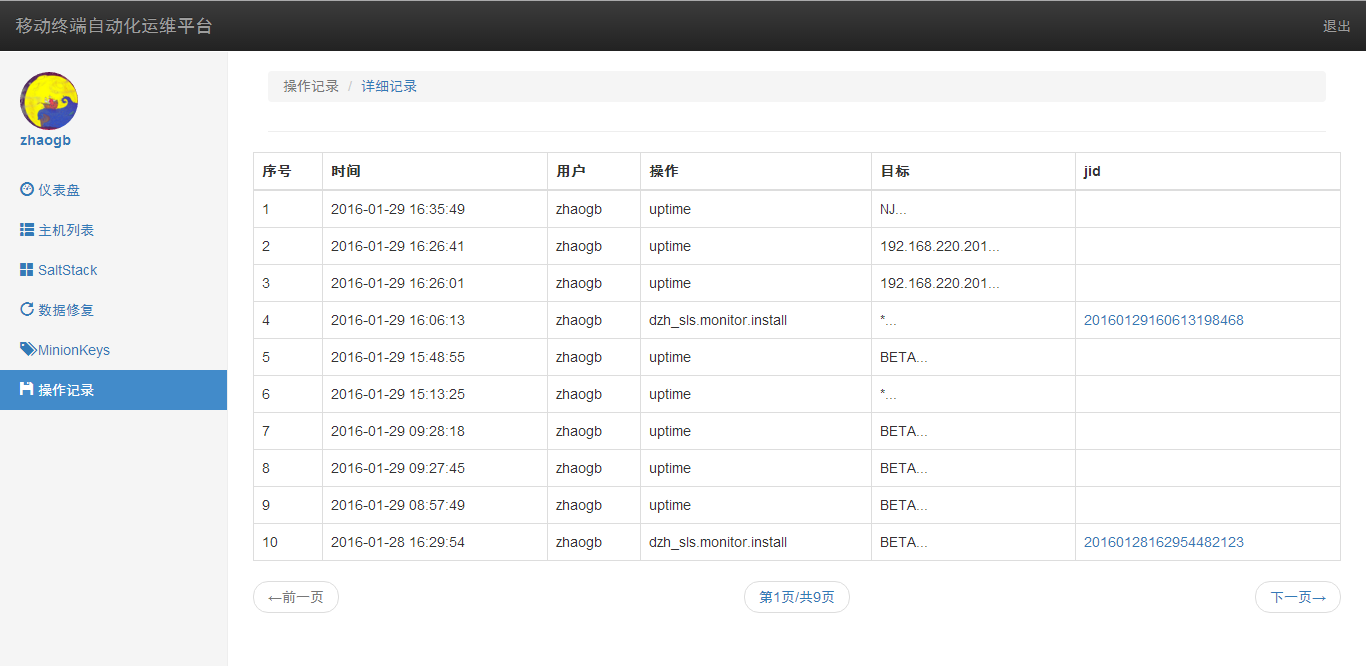 移动终端自动化运维平台 退出
zhaogb
仪表盘
主机列表
SaltStack
数据修复
MinionKeys
操作记录
操作记录 / 详细记录
序号 时间 用户 操作 目标 jid
1 2016-01-29 16:35:49 zhaogb uptime NJ...
2 2016-01-29 16:26:41 zhaogb uptime 192.168.220.201...
3 2016-01-29 16:26:01 zhaogb uptime 192.168.220.201...
4 2016-01-29 16:06:13 zhaogb dzh_sls.monitor.install *... 20160129160613198468
5 2016-01-29 15:48:55 zhaogb uptime BETA...
6 2016-01-29 15:13:25 zhaogb uptime *...
7 2016-01-29 09:28:18 zhaogb uptime BETA...
8 2016-01-29 09:27:45 zhaogb uptime BETA...
9 2016-01-29 08:57:49 zhaogb uptime BETA...
10 2016-01-28 16:29:54 zhaogb dzh_sls.monitor.install BETA... 20160128162954482123
←前一页 第1页/共9页 下一页→